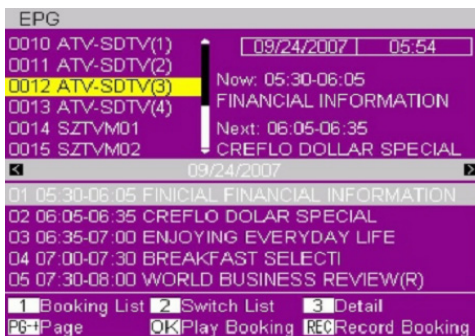 EPG
0010 ATV-SDTV(1)
0011 ATV-SDTV(2)
0012 ATV-SDTV(3)
0013 ATV-SDTV(4)
0014 SZTVM01
0015 SZTVM02
09/24/2007 05:54
Now: 05:30-06:05
FINANCIAL INFORMATION
Next: 06:05-06:35
CREFLO DOLLAR SPECIAL
09/24/2007
01 05:30-06:05 FINICIAL FINANCIAL INFORMATION
02 06:05-06:35 CREFLO DOLAR SPECIAL
03 06:35-07:00 ENJOYING EVERYDAY LIFE
04 07:00-07:30 BREAKFAST SELECTI
05 07:30-08:00 WORLD BUSINESS REVIEW(R)
1 Booking List 2 Switch List 3 Detail
PG-+ Page OK Play Booking REC Record Booking